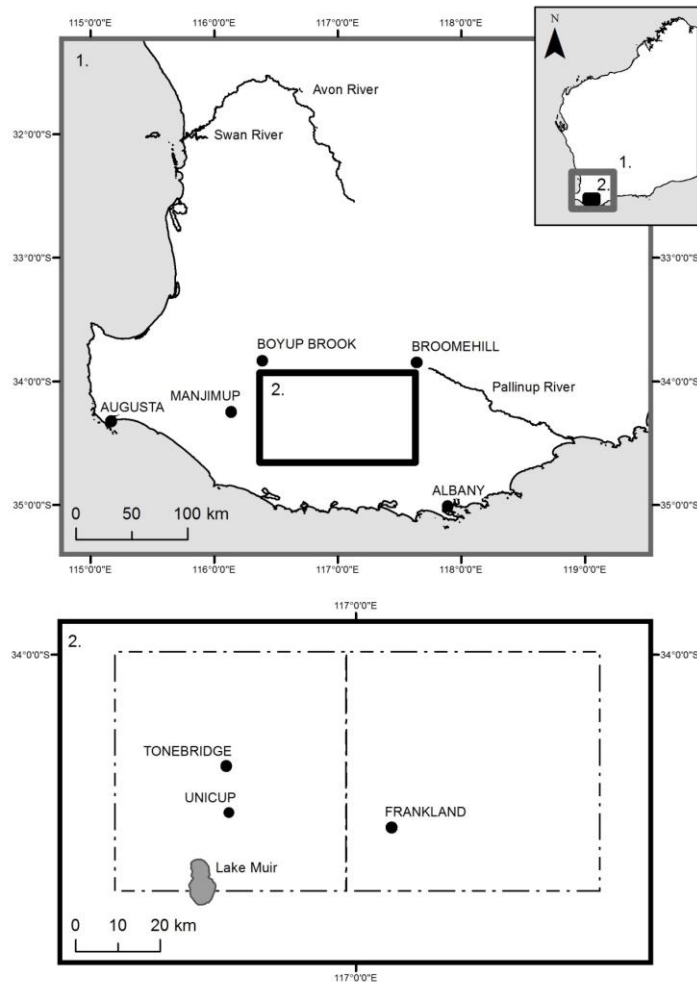 115°0'0"E
116°0'0"E
117°0'0"E
118°0'0"E
N
1.
2.
1.
Avon River
Swan River
32°0'0"S
33°0'0"S
33°0'0"S
BOYUP BROOK
BROOMEHILL
34°0'0"S
34°0'0"S
MANJIMUP
2.
Pallinup River
AUGUSTA
ALBANY
35°0'0"S
35°0'0"S
0 50 100 km
115°0'0"E
116°0'0"E
117°0'0"E
118°0'0"E
119°0'0"E
117°0'0"E
2.
34°0'0"S
34°0'0"S
TONEBRIDGE
UNICUP
FRANKLAND
Lake Muir
0 10 20 km
117°0'0"E